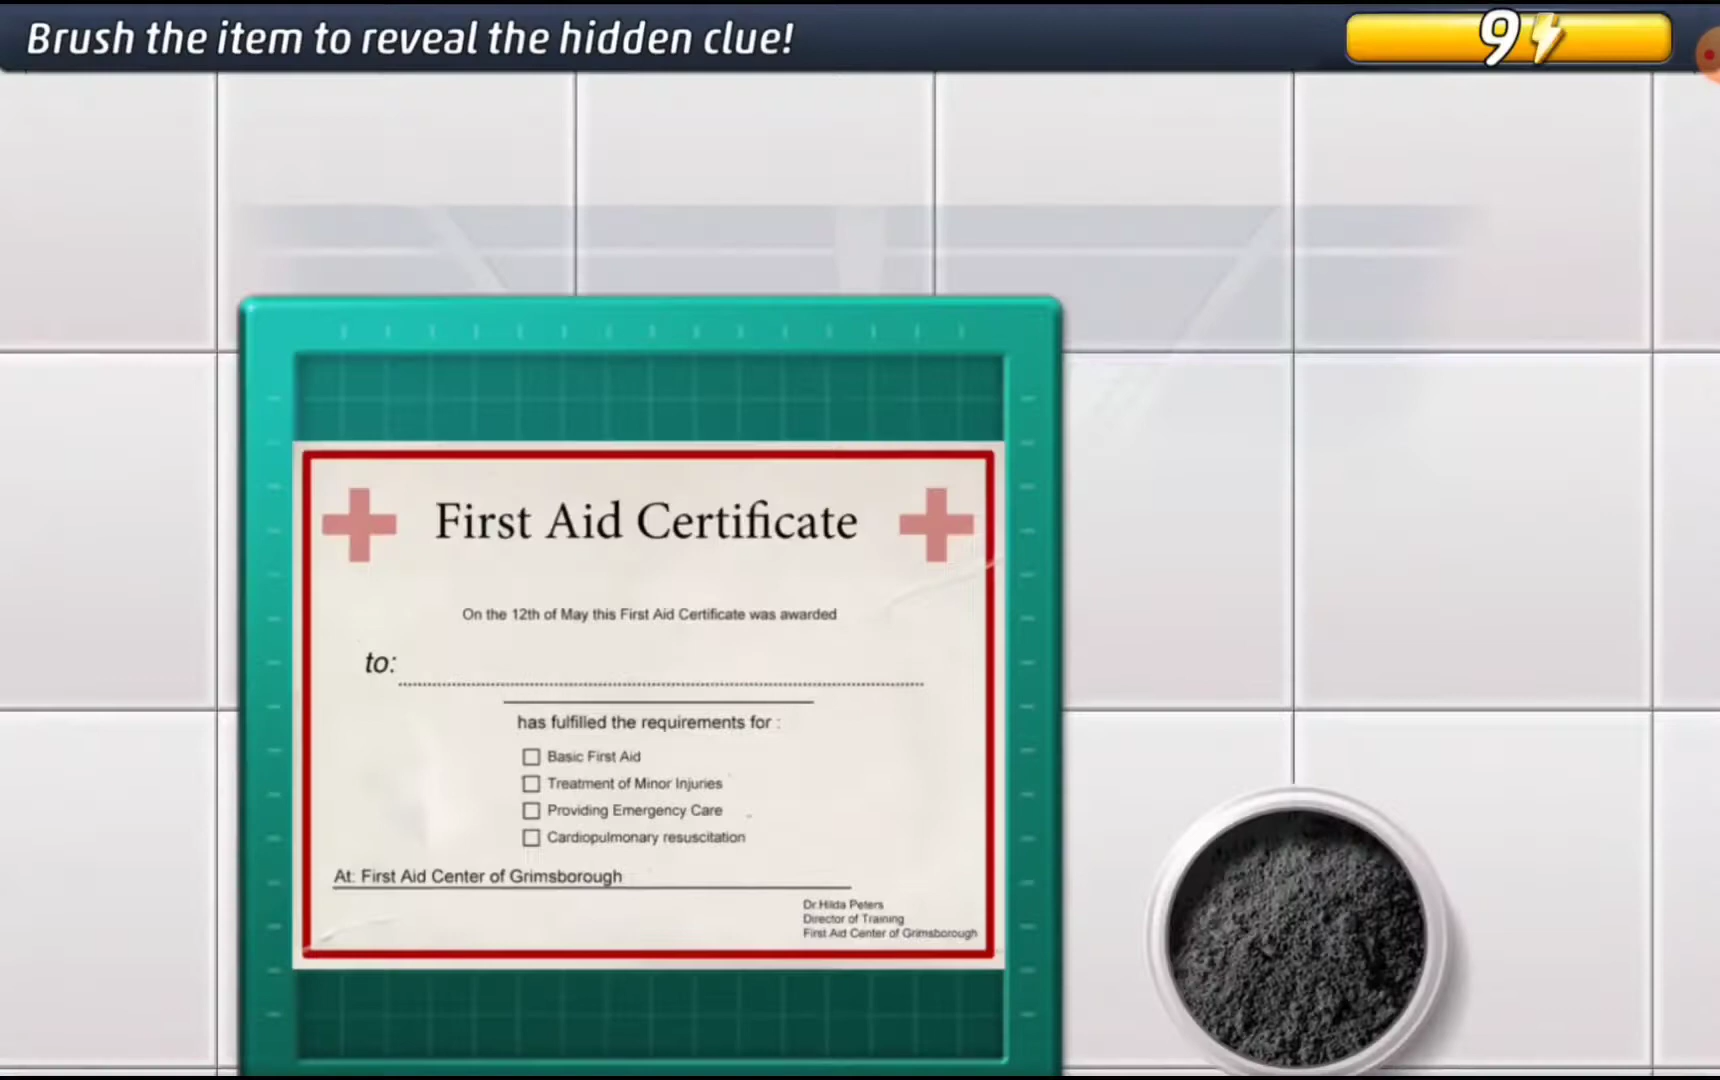 Brush the item to reveal the hidden clue!
9
First Aid Certificate
On the 12th of May this First Aid Certificate was awarded
to:
has fulfilled the requirements for :
Basic First Aid
Treatment of Minor Injuries
Providing Emergency Care
Cardiopulmonary resuscitation
At: First Aid Center of Grimsborough
Dr.Hilda Peters
Director of Training
First Aid Center of Grimsborough